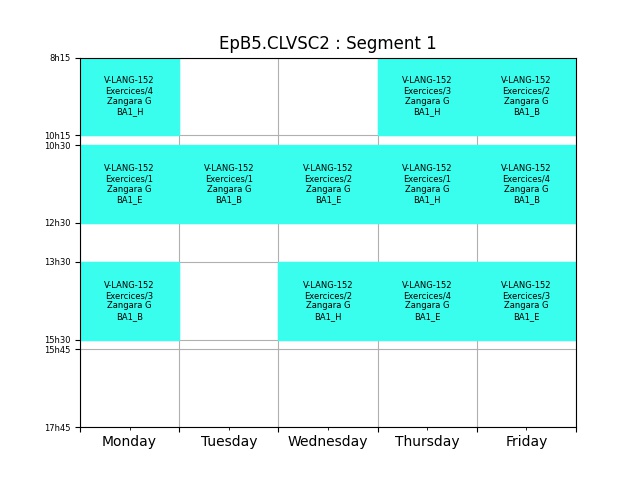 EpB5.CLVSC2 : Segment 1
8h15
V-LANG-152
Exercices/4
Zangara G
BA1_H
V-LANG-152
Exercices/3
Zangara G
BA1_H
V-LANG-152
Exercices/2
Zangara G
BA1_B
10h15
10h30
V-LANG-152
Exercices/1
Zangara G
BA1_E
V-LANG-152
Exercices/1
Zangara G
BA1_B
V-LANG-152
Exercices/2
Zangara G
BA1_E
V-LANG-152
Exercices/1
Zangara G
BA1_H
V-LANG-152
Exercices/4
Zangara G
BA1_B
12h30
13h30
V-LANG-152
Exercices/3
Zangara G
BA1_B
V-LANG-152
Exercices/2
Zangara G
BA1_H
V-LANG-152
Exercices/4
Zangara G
BA1_E
V-LANG-152
Exercices/3
Zangara G
BA1_E
15h30
15h45
17h45
Monday
Tuesday
Wednesday
Thursday
Friday